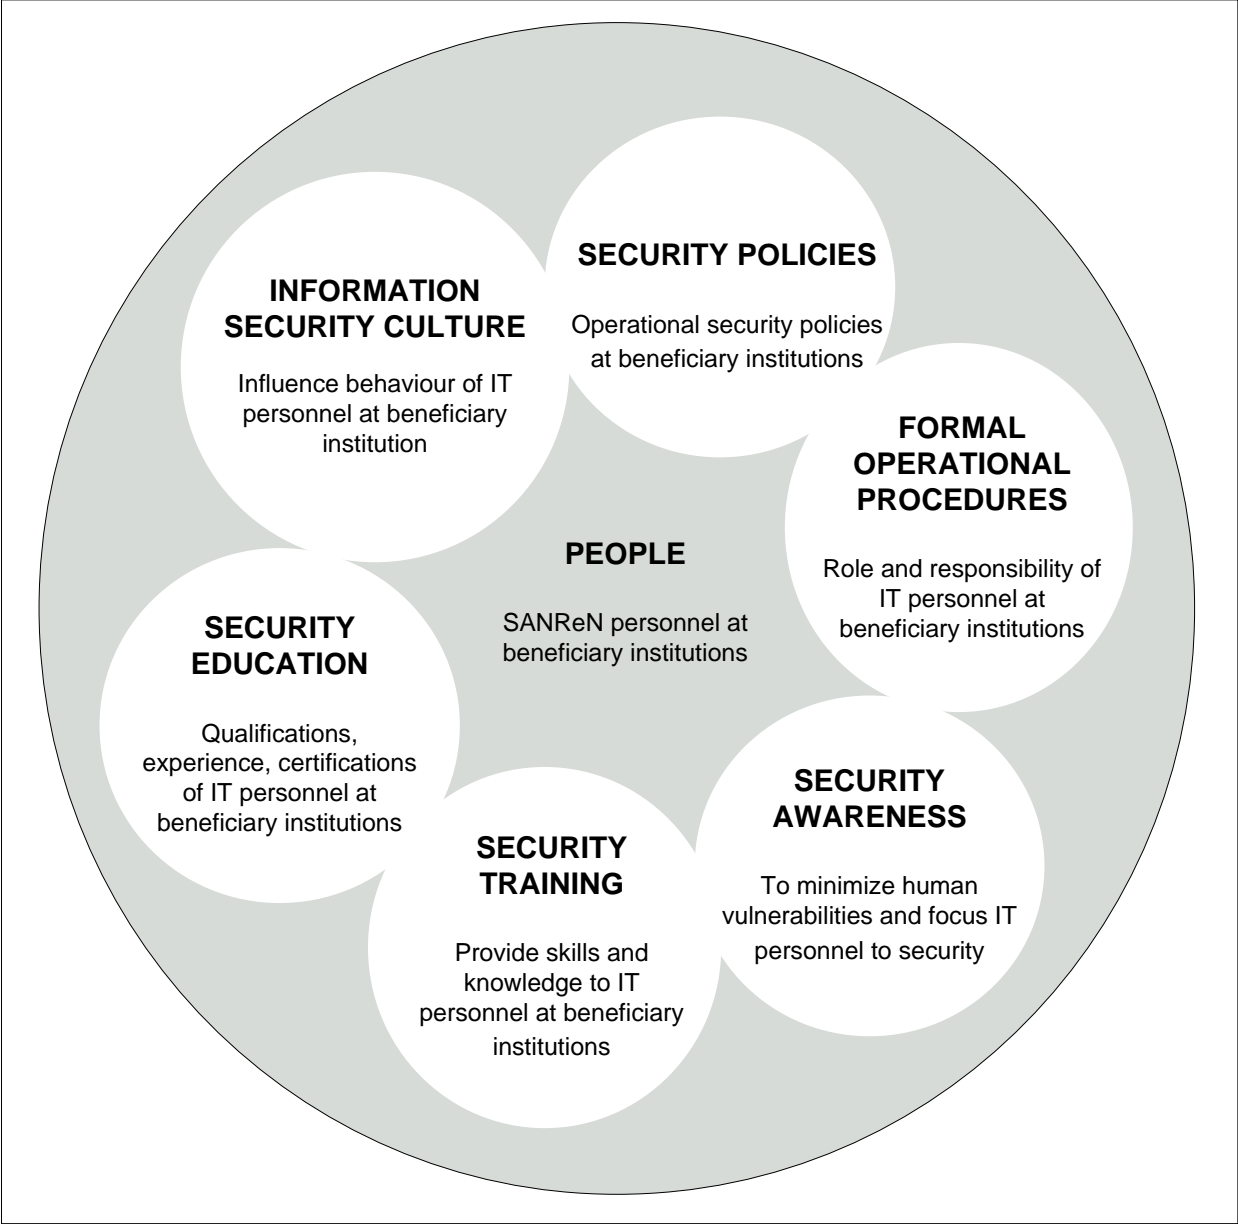 SECURITY POLICIES
Operational security policies
at beneficiary institutions
INFORMATION
SECURITY CULTURE
Influence behaviour of IT
personnel at beneficiary
institution
FORMAL
OPERATIONAL
PROCEDURES
Role and responsibility of
IT personnel at
beneficiary institutions
PEOPLE
SANReN personnel at
beneficiary institutions
SECURITY
EDUCATION
Qualifications,
experience, certifications
of IT personnel at
beneficiary institutions
SECURITY
AWARENESS
To minimize human
vulnerabilities and focus IT
personnel to security
SECURITY
TRAINING
Provide skills and
knowledge to IT
personnel at beneficiary
institutions